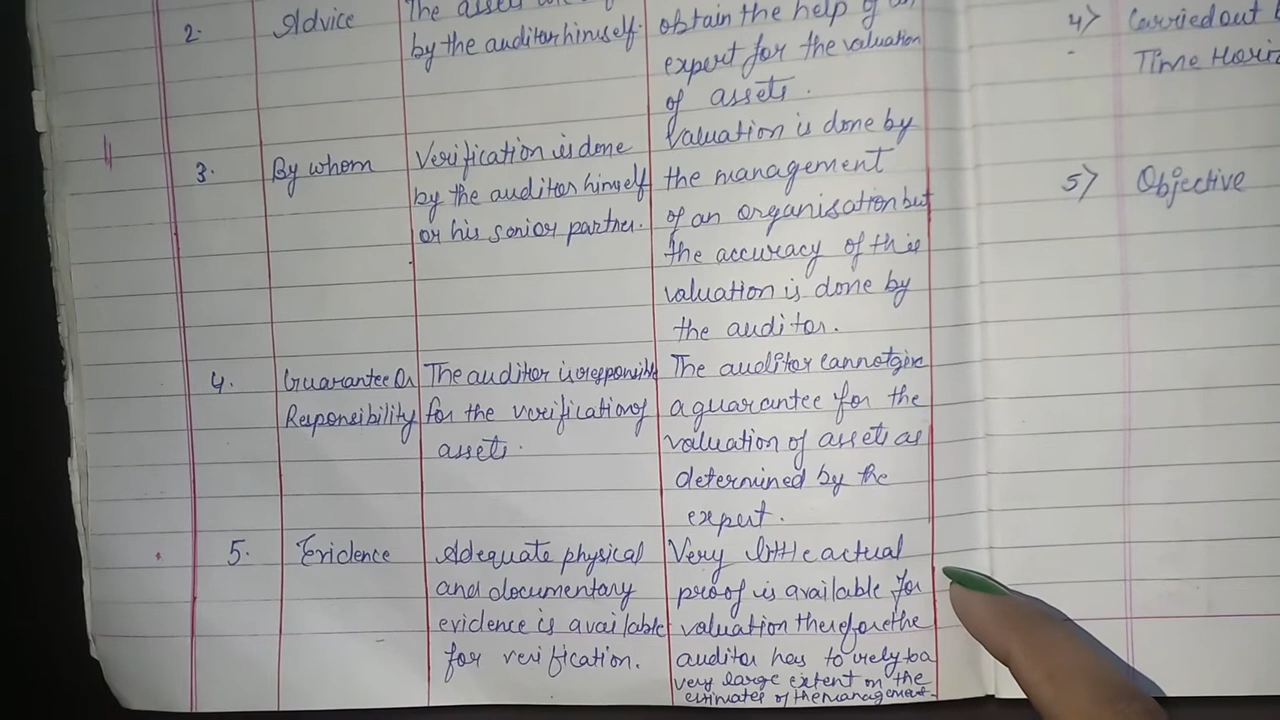 2. Advice
The asset
by the auditor himself.
obtain the help of an
expert for the valuation
of assets.
3. By whom
Verification is done
by the auditor himself
or his senior partner.
Valuation is done by
the management
of an organisation but
the accuracy of this
valuation is done by
the auditor.
4. Guarantee Or
Responsibility
The auditor is responsible
for the verification of
assets.
The auditor cannot give
a guarantee for the
valuation of assets as
determined by the
expert.
5. Evidence
Adequate physical
and documentary
evidence is available
for verification.
Very little actual
proof is available for
valuation therefore the
auditor has to rely to a
very large extent on the
estimates of the management.
4) Carried out
Time
5) Objective